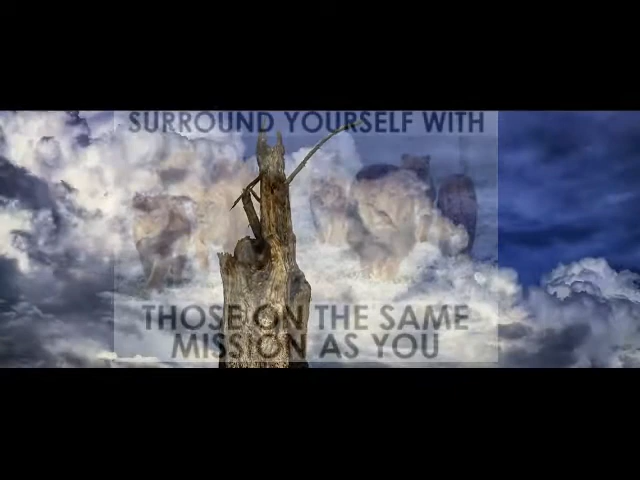 SURROUND YOURSELF WITH
THOSE ON THE SAME
MISSION AS YOU